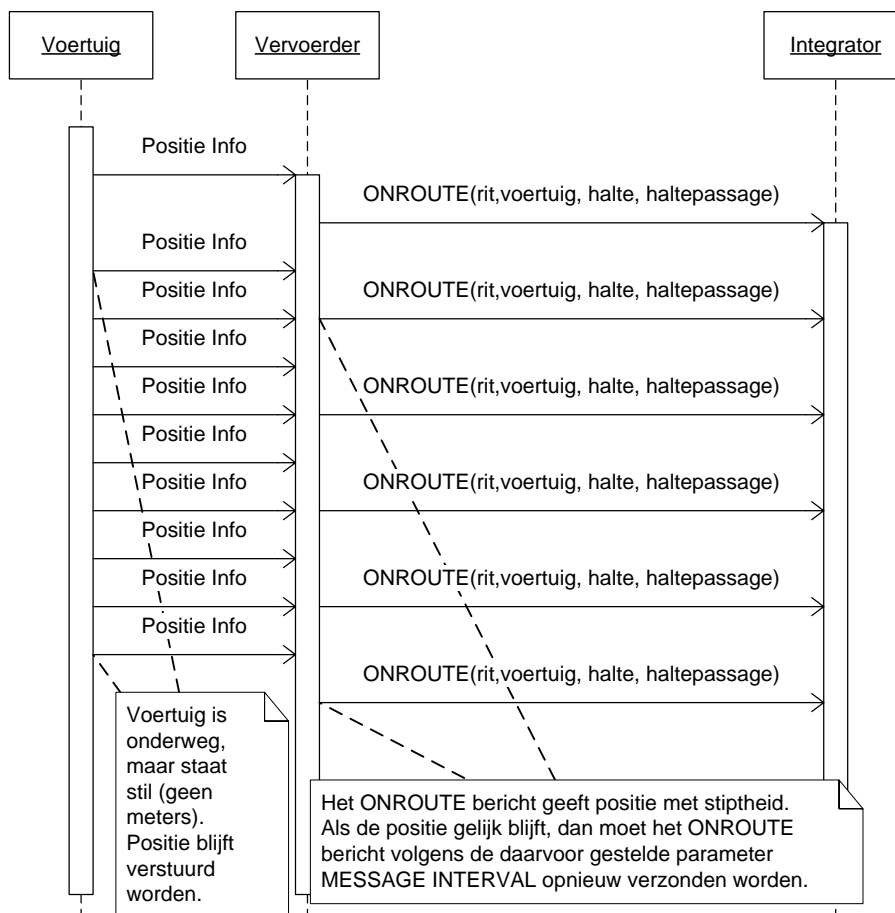 Voertuig
Vervoerder
Integrator
Positie Info
ONROUTE(rit,voertuig, halte, haltepassage)
Positie Info
Positie Info
ONROUTE(rit,voertuig, halte, haltepassage)
Positie Info
Positie Info
ONROUTE(rit,voertuig, halte, haltepassage)
Positie Info
Positie Info
ONROUTE(rit,voertuig, halte, haltepassage)
Positie Info
Positie Info
ONROUTE(rit,voertuig, halte, haltepassage)
Positie Info
ONROUTE(rit,voertuig, halte, haltepassage)
Voertuig is
onderweg,
maar staat
stil (geen
meters).
Positie blijft
verstuurd
worden.
Het ONROUTE bericht geeft positie met stiptheid.
Als de positie gelijk blijft, dan moet het ONROUTE
bericht volgens de daarvoor gestelde parameter
MESSAGE INTERVAL opnieuw verzonden worden.